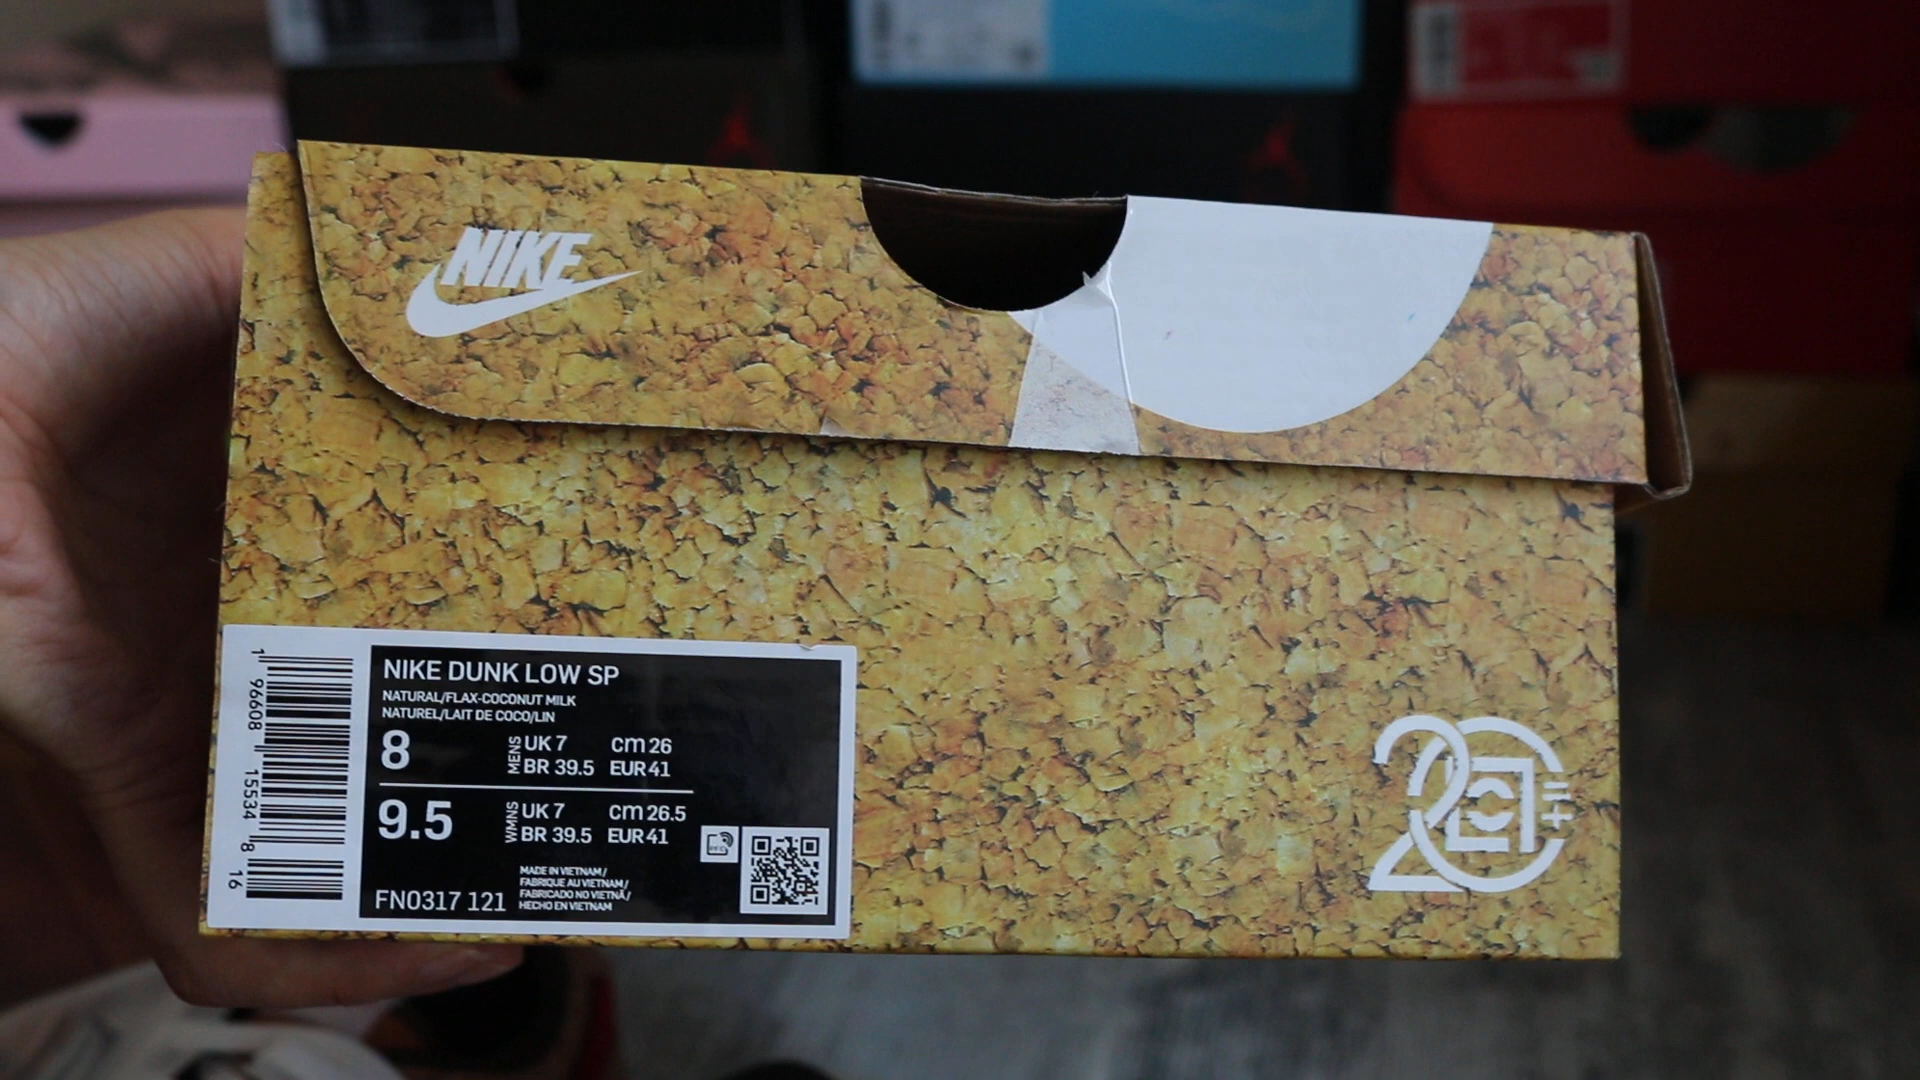 NIKE
NIKE DUNK LOW SP
NATURAL/FLAX-COCONUT MILK
NATUREL/LAIT DE COCO/LIN
8 MENS UK 7 CM 26
BR 39.5 EUR 41
9.5 WMNS UK 7 CM 26.5
BR 39.5 EUR 41
MADE IN VIETNAM /
FABRIQUE AU VIETNAM /
FABRICADO NO VIETNÃ /
HECHO EN VIETNAM
FN0317 121
1 96608 15534 8
16
20